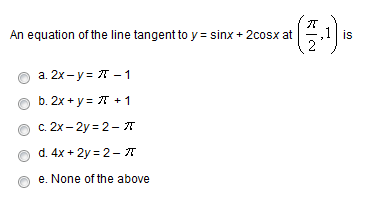 An equation of the line tangent to y = sinx + 2cosx at (π/2, 1) is
a. 2x – y = π – 1
b. 2x + y = π + 1
c. 2x – 2y = 2 – π
d. 4x + 2y = 2 – π
e. None of the above